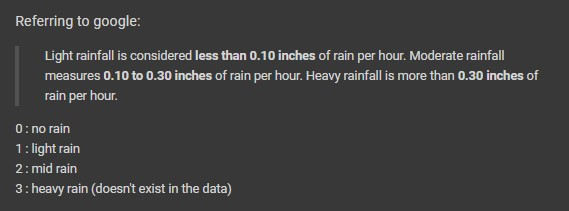 Referring to google:
Light rainfall is considered less than 0.10 inches of rain per hour. Moderate rainfall
measures 0.10 to 0.30 inches of rain per hour. Heavy rainfall is more than 0.30 inches of
rain per hour.
0 : no rain
1 : light rain
2 : mid rain
3 : heavy rain (doesn't exist in the data)